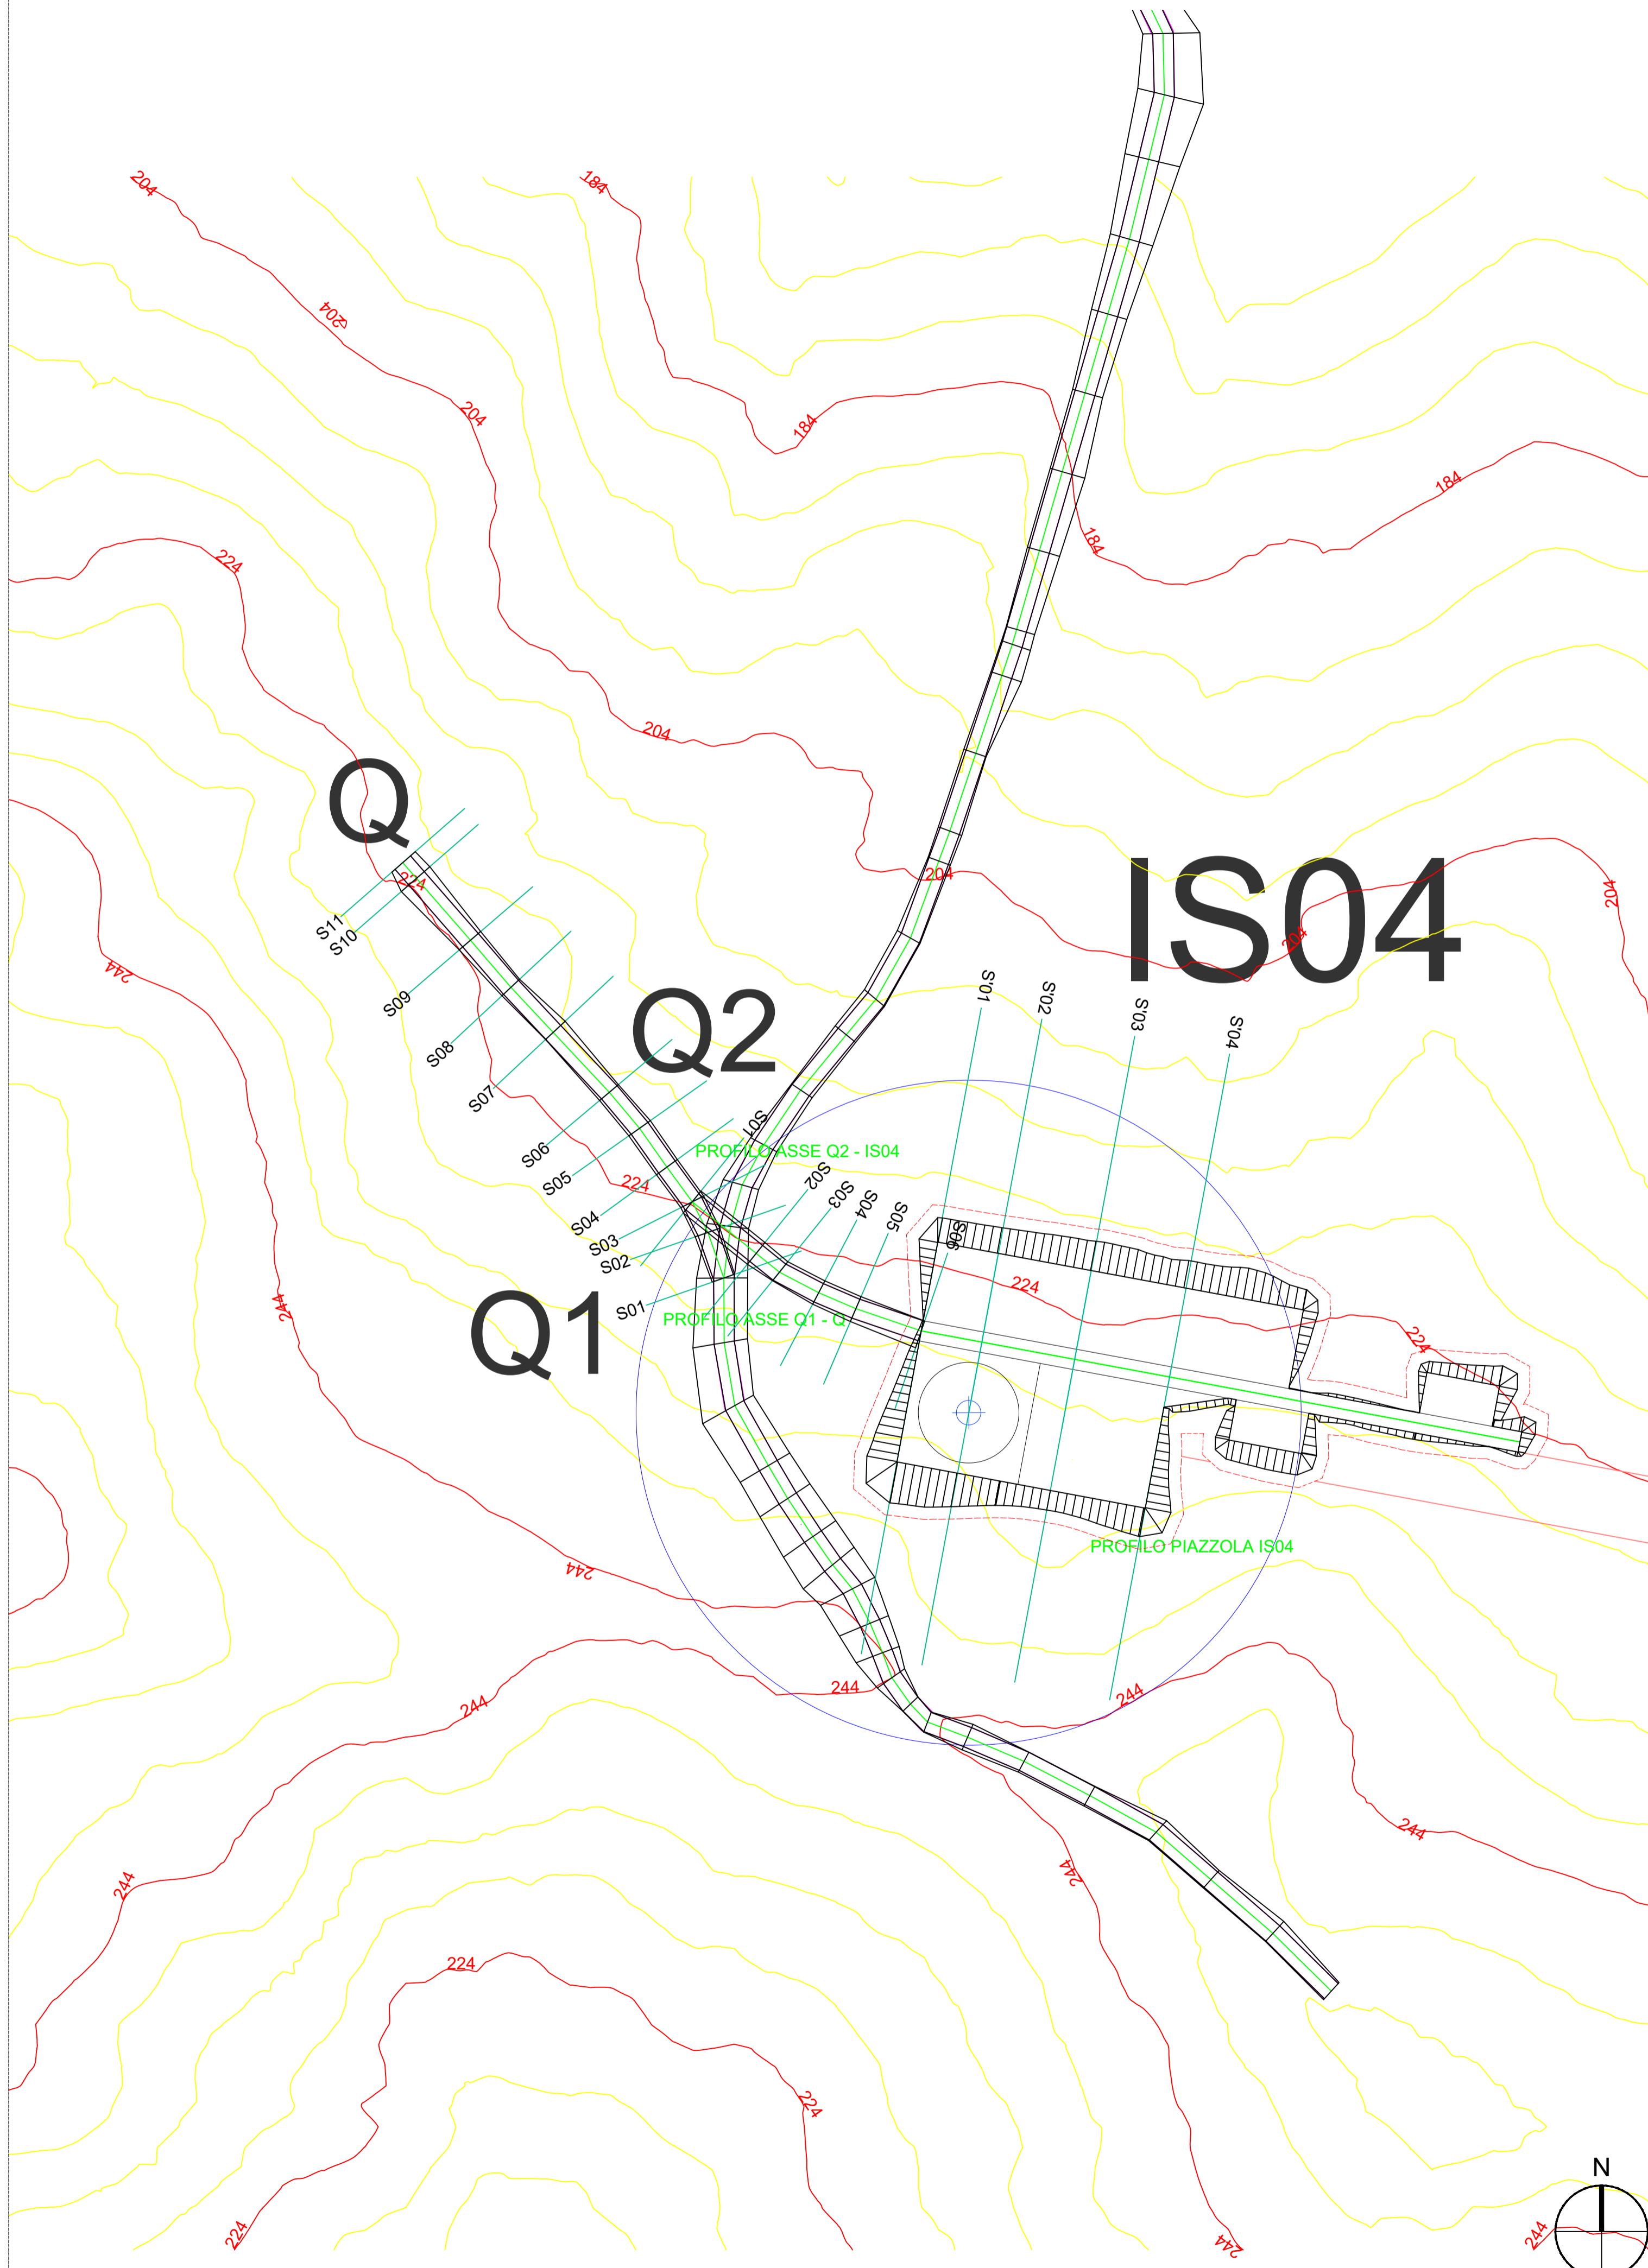 204
184
204
204
184
184
184
224
204
Q
224
204
IS04
204
204
S11
S10
244
S09
Q2
S'01
S'02
S'03
S'04
S08
S07
S01
PROFILO ASSE Q2 - IS04
S06
S02
S05
224
S03
S04
S04
S05
S03
S06
S02
224
244
S01
Q1
PROFILO ASSE Q1 - Q
224
PROFILO PIAZZOLA IS04
244
244
244
244
244
244
244
224
224
N
224
244
244